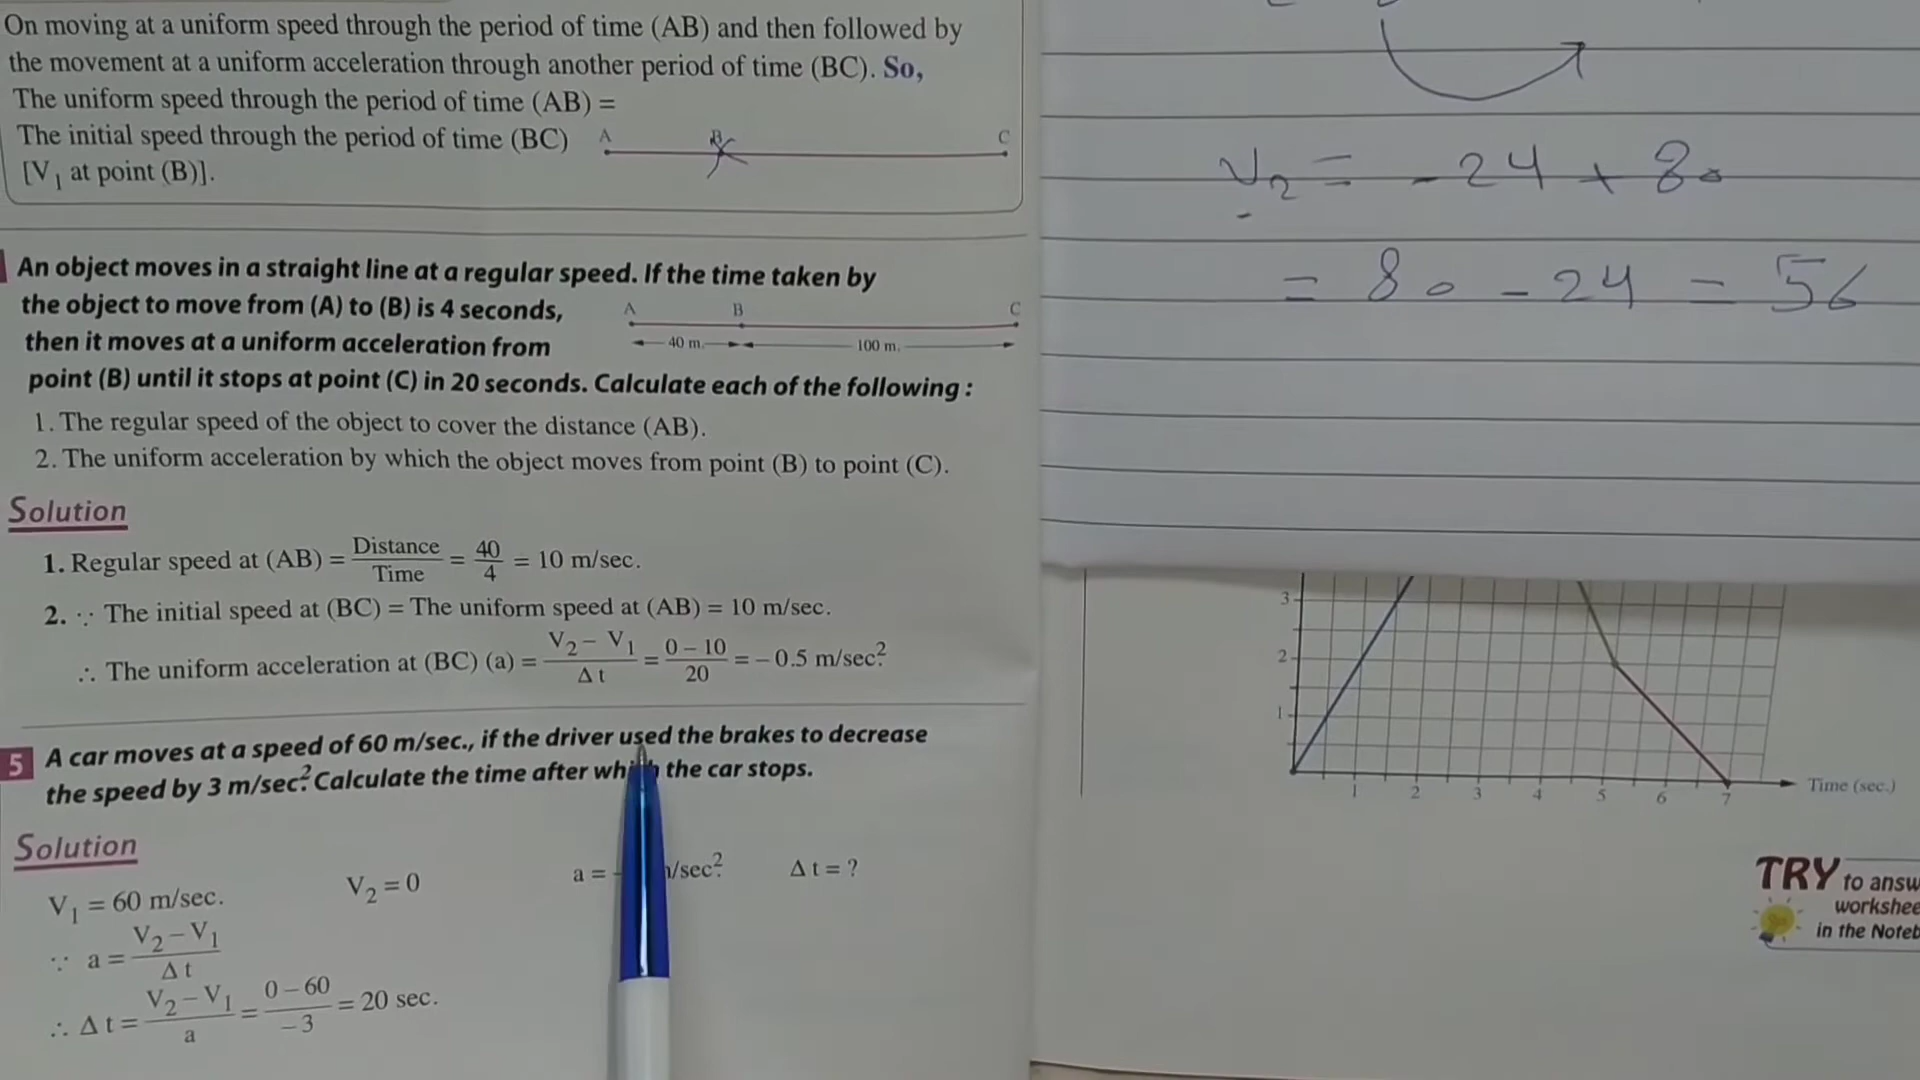 On moving at a uniform speed through the period of time (AB) and then followed by
the movement at a uniform acceleration through another period of time (BC). So,
The uniform speed through the period of time (AB) =
The initial speed through the period of time (BC)
[V₁ at point (B)].
A B C
An object moves in a straight line at a regular speed. If the time taken by
the object to move from (A) to (B) is 4 seconds,
then it moves at a uniform acceleration from
point (B) until it stops at point (C) in 20 seconds. Calculate each of the following :
A B C
40 m. 100 m.
1. The regular speed of the object to cover the distance (AB).
2. The uniform acceleration by which the object moves from point (B) to point (C).
Solution
1. Regular speed at (AB) = Distance/Time = 40/4 = 10 m/sec.
2. ∵ The initial speed at (BC) = The uniform speed at (AB) = 10 m/sec.
∴ The uniform acceleration at (BC) (a) = V₂ – V₁/Δt = 0 – 10/20 = – 0.5 m/sec².
5 A car moves at a speed of 60 m/sec., if the driver used the brakes to decrease
the speed by 3 m/sec². Calculate the time after which the car stops.
Solution
V₁ = 60 m/sec. V₂ = 0 a = - /sec². Δt = ?
∵ a = V₂ – V₁/Δt
∴ Δt = V₂ – V₁/a = 0 – 60/– 3 = 20 sec.
V₂ = - 24 + 80
= 80 - 24 = 56
3
2
1
1 2 3 4 5 6 7 Time (sec.)
TRY to answ
workshee
in the Noteb